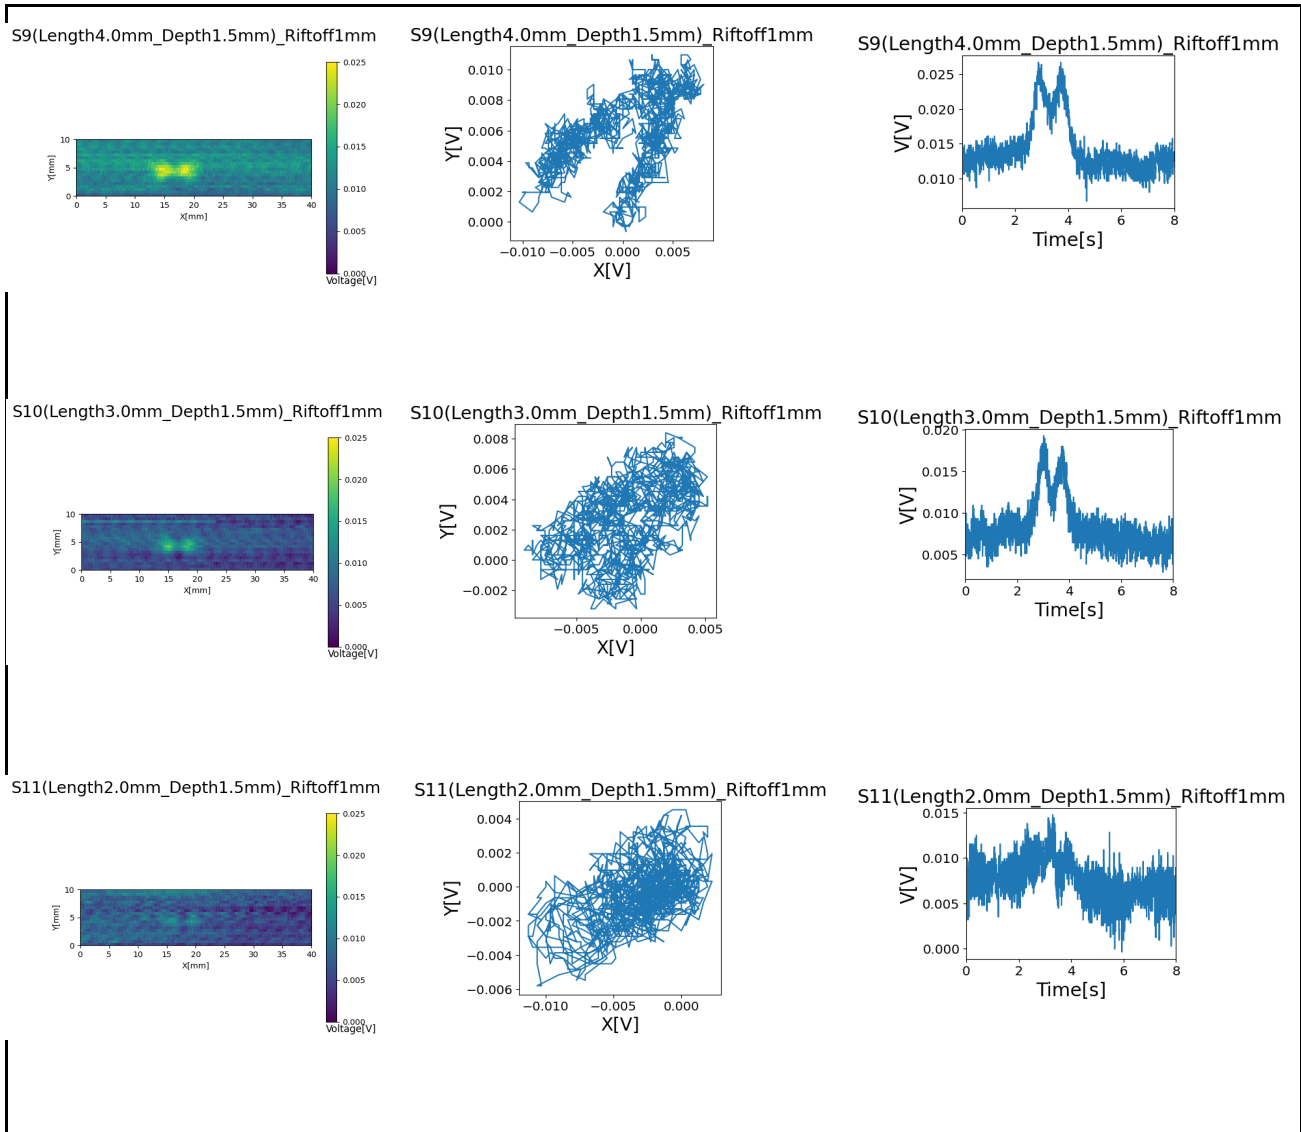 S9(Length4.0mm_Depth1.5mm)_Riftoff1mm
0.025
0.020
0.015
0.010
0.005
0.000
Voltage[V]
10
5
0
Y[mm]
0 5 10 15 20 25 30 35 40
X[mm]
S9(Length4.0mm_Depth1.5mm)_Riftoff1mm
0.010
0.008
0.006
0.004
0.002
0.000
Y[V]
−0.010 −0.005 0.000 0.005
X[V]
S9(Length4.0mm_Depth1.5mm)_Riftoff1mm
0.025
0.020
0.015
0.010
V[V]
0 2 4 6 8
Time[s]
S10(Length3.0mm_Depth1.5mm)_Riftoff1mm
0.025
0.020
0.015
0.010
0.005
0.000
Voltage[V]
10
5
0
Y[mm]
0 5 10 15 20 25 30 35 40
X[mm]
S10(Length3.0mm_Depth1.5mm)_Riftoff1mm
0.008
0.006
0.004
0.002
0.000
−0.002
Y[V]
−0.005 0.000 0.005
X[V]
S10(Length3.0mm_Depth1.5mm)_Riftoff1mm
0.020
0.015
0.010
0.005
V[V]
0 2 4 6 8
Time[s]
S11(Length2.0mm_Depth1.5mm)_Riftoff1mm
0.025
0.020
0.015
0.010
0.005
0.000
Voltage[V]
10
5
0
Y[mm]
0 5 10 15 20 25 30 35 40
X[mm]
S11(Length2.0mm_Depth1.5mm)_Riftoff1mm
0.004
0.002
0.000
−0.002
−0.004
−0.006
Y[V]
−0.010 −0.005 0.000
X[V]
S11(Length2.0mm_Depth1.5mm)_Riftoff1mm
0.015
0.010
0.005
0.000
V[V]
0 2 4 6 8
Time[s]